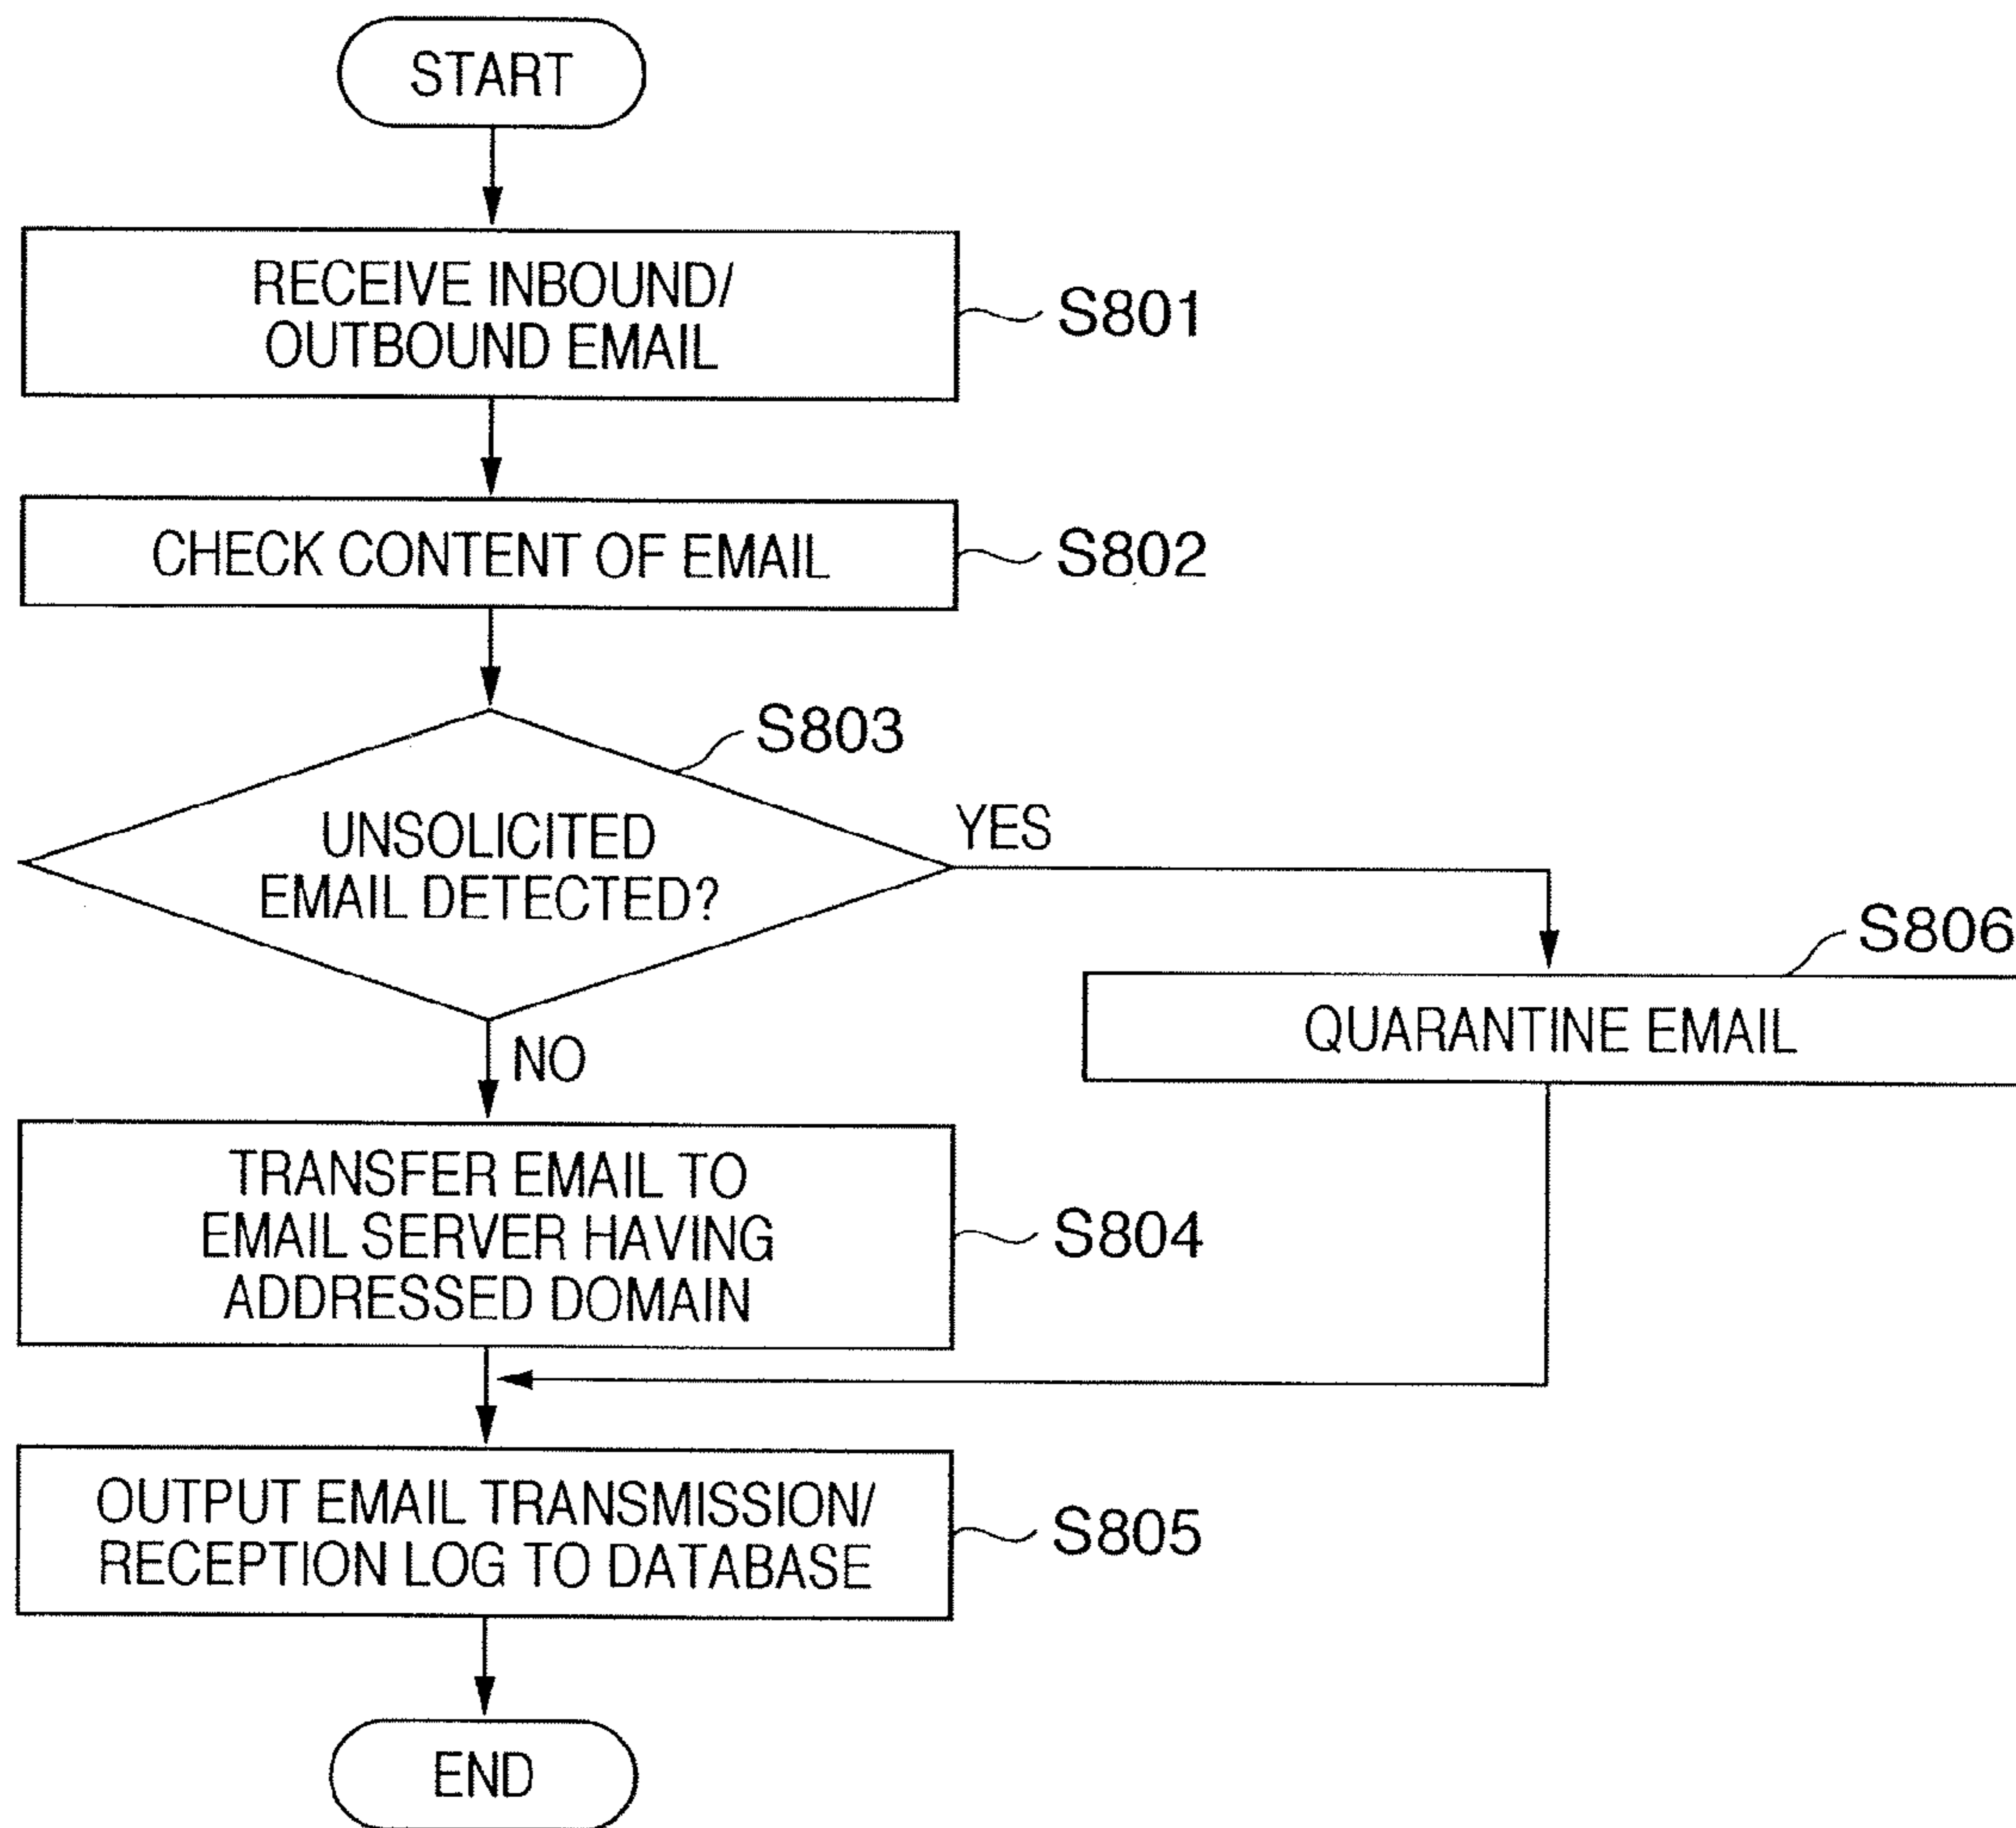 START
RECEIVE INBOUND/
OUTBOUND EMAIL
S801
CHECK CONTENT OF EMAIL
S802
S803
UNSOLICITED
EMAIL DETECTED?
YES
NO
S806
QUARANTINE EMAIL
TRANSFER EMAIL TO
EMAIL SERVER HAVING
ADDRESSED DOMAIN
S804
OUTPUT EMAIL TRANSMISSION/
RECEPTION LOG TO DATABASE
S805
END